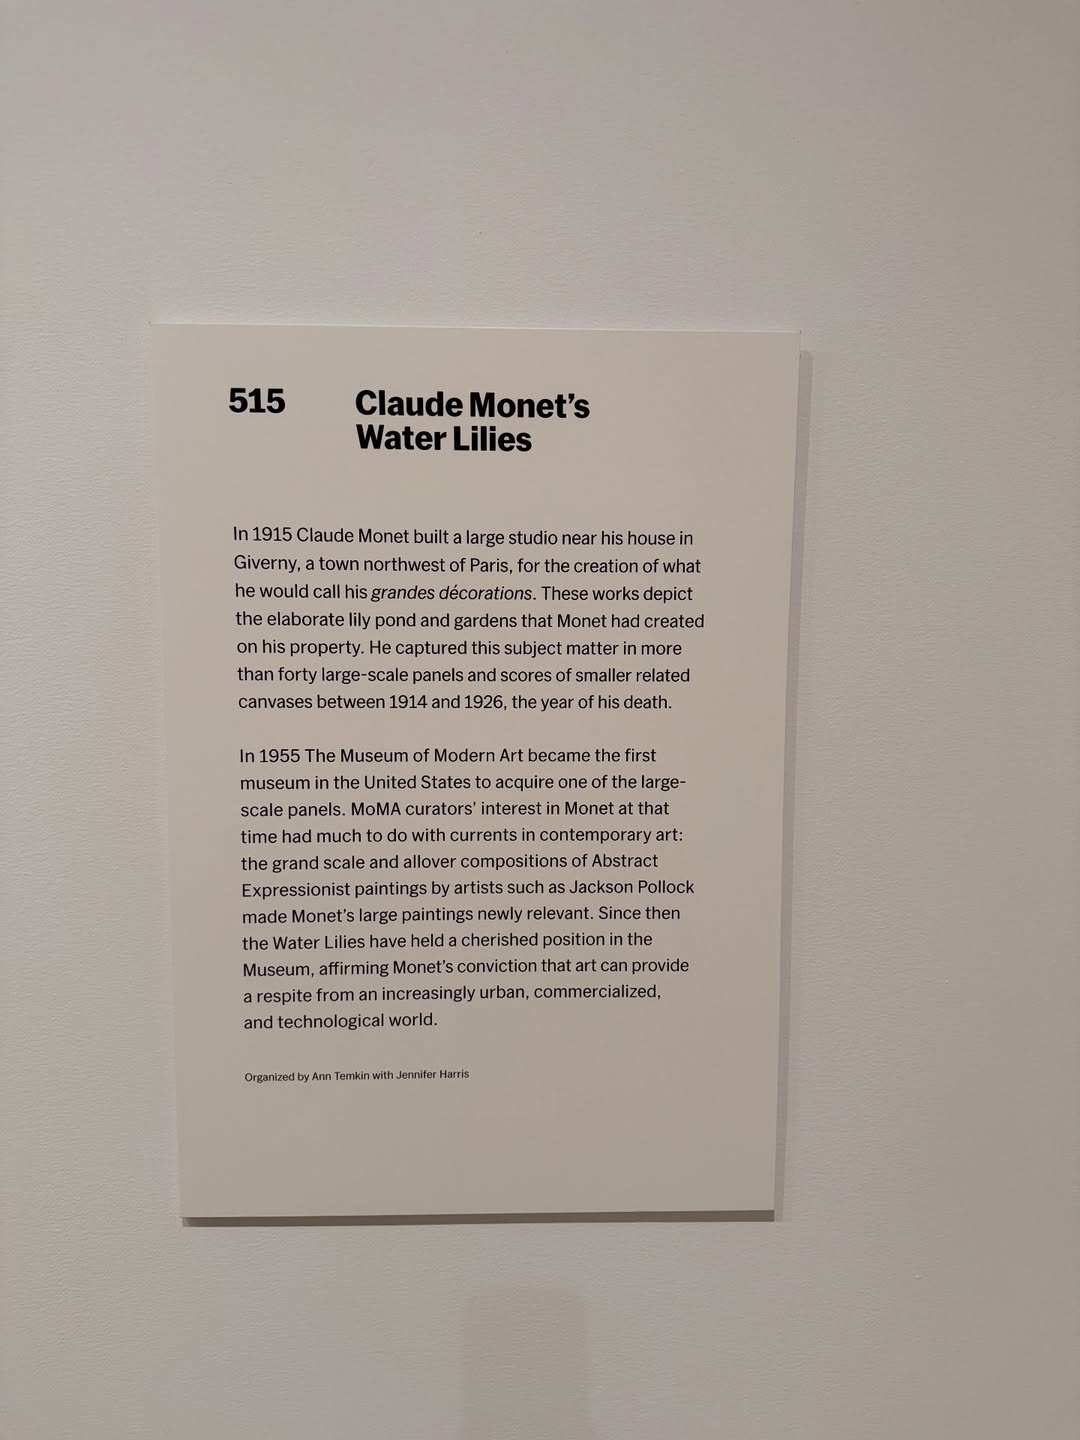 515
Claude Monet's
Water Lilies
In 1915 Claude Monet built a large studio near his house in
Giverny, a town northwest of Paris, for the creation of what
he would call his grandes décorations. These works depict
the elaborate lily pond and gardens that Monet had created
on his property. He captured this subject matter in more
than forty large-scale panels and scores of smaller related
canvases between 1914 and 1926, the year of his death.
In 1955 The Museum of Modern Art became the first
museum in the United States to acquire one of the large-
scale panels. MoMA curators’ interest in Monet at that
time had much to do with currents in contemporary art:
the grand scale and allover compositions of Abstract
Expressionist paintings by artists such as Jackson Pollock
made Monet’s large paintings newly relevant. Since then
the Water Lilies have held a cherished position in the
Museum, affirming Monet’s conviction that art can provide
a respite from an increasingly urban, commercialized,
and technological world.
Organized by Ann Temkin with Jennifer Harris